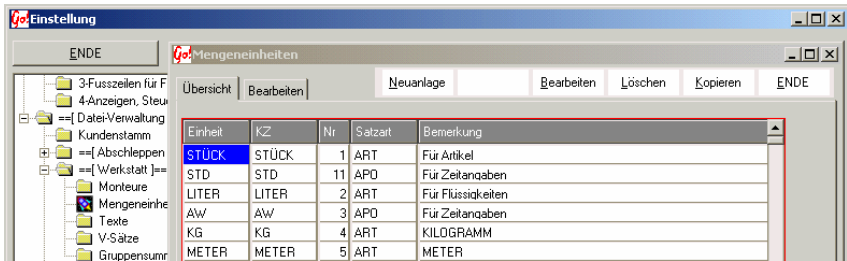 Go! Einstellung
ENDE
Go! Mengeneinheiten
3-Fusszeilen für F
4-Anzeigen, Steu
==[ Datei-Verwaltung
Kundenstamm
==[ Abschleppen
==[ Werkstatt ]==
Monteure
Mengeneinhe
Texte
V-Sätze
Gruppensumm
Übersicht Bearbeiten Neuanlage Bearbeiten Löschen Kopieren ENDE
Einheit KZ Nr Satzart Bemerkung
STÜCK STÜCK 1 ART Für Artikel
STD STD 11 APO Für Zeitangaben
LITER LITER 2 ART Für Flüssigkeiten
AW AW 3 APO Für Zeitangaben
KG KG 4 ART KILOGRAMM
METER METER 5 ART METER